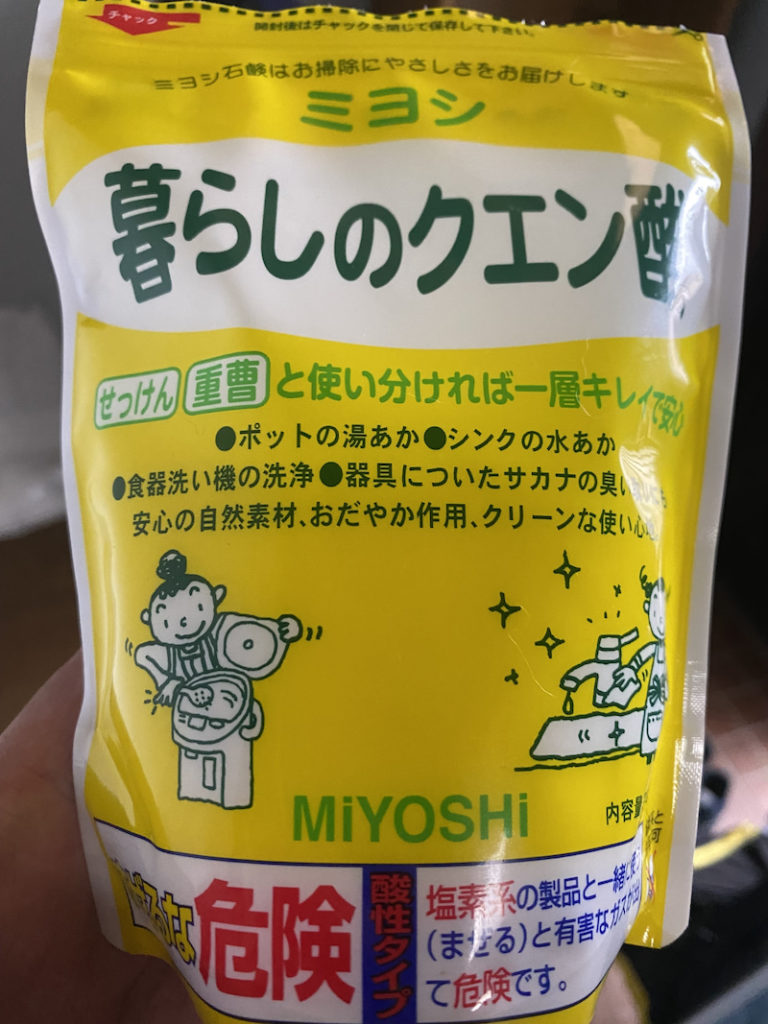 チャック
開封後はチャックを閉じて保存して下さい。
ミヨシ石鹸はお掃除にやさしさをお届けします
ミヨシ
暮らしのクエン酸
せっけん 重曹 と使い分ければ一層キレイで安心
●ポットの湯あか●シンクの水あか
●食器洗い機の洗浄●器具についたサカナの臭い
安心の自然素材、おだやか作用、クリーンな使い心
MiYOSHi
内容量
まぜるな
危険
酸性タイプ
塩素系の製品と一緒に
(まぜる)と有害なガスが
て危険です。